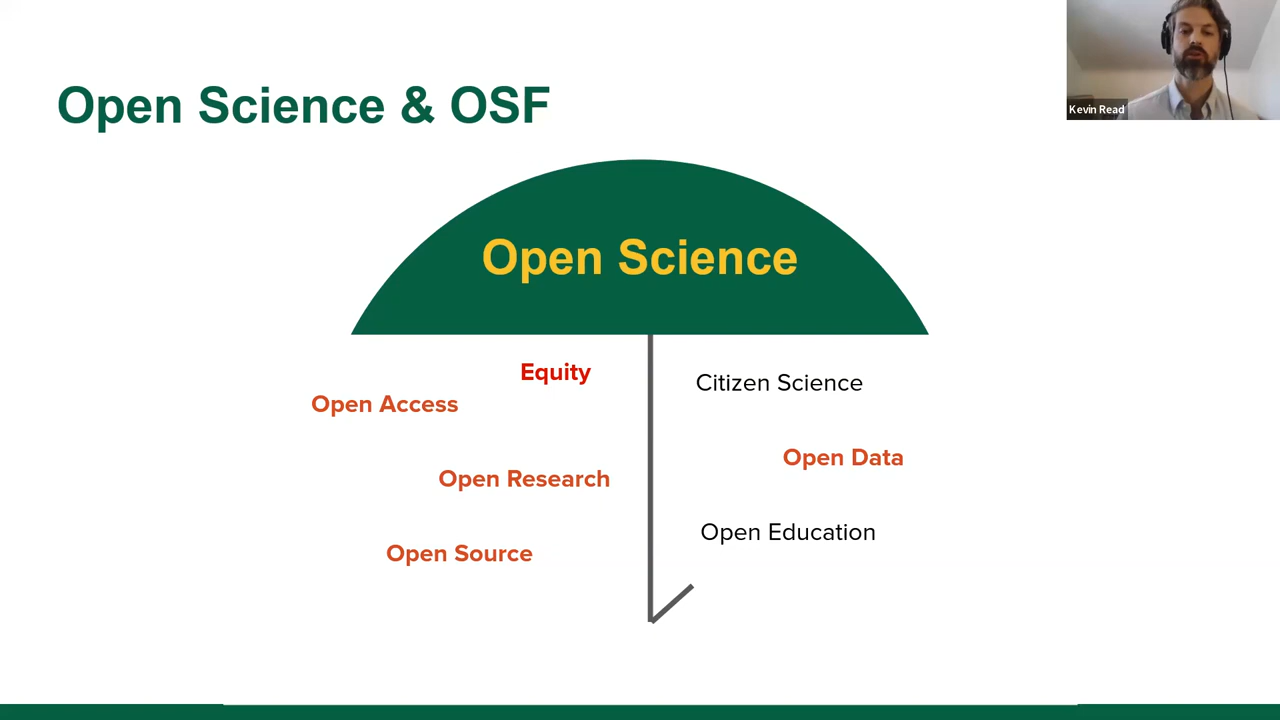 Open Science & OSF
Kevin Read
Open Science
Equity
Citizen Science
Open Access
Open Data
Open Research
Open Education
Open Source